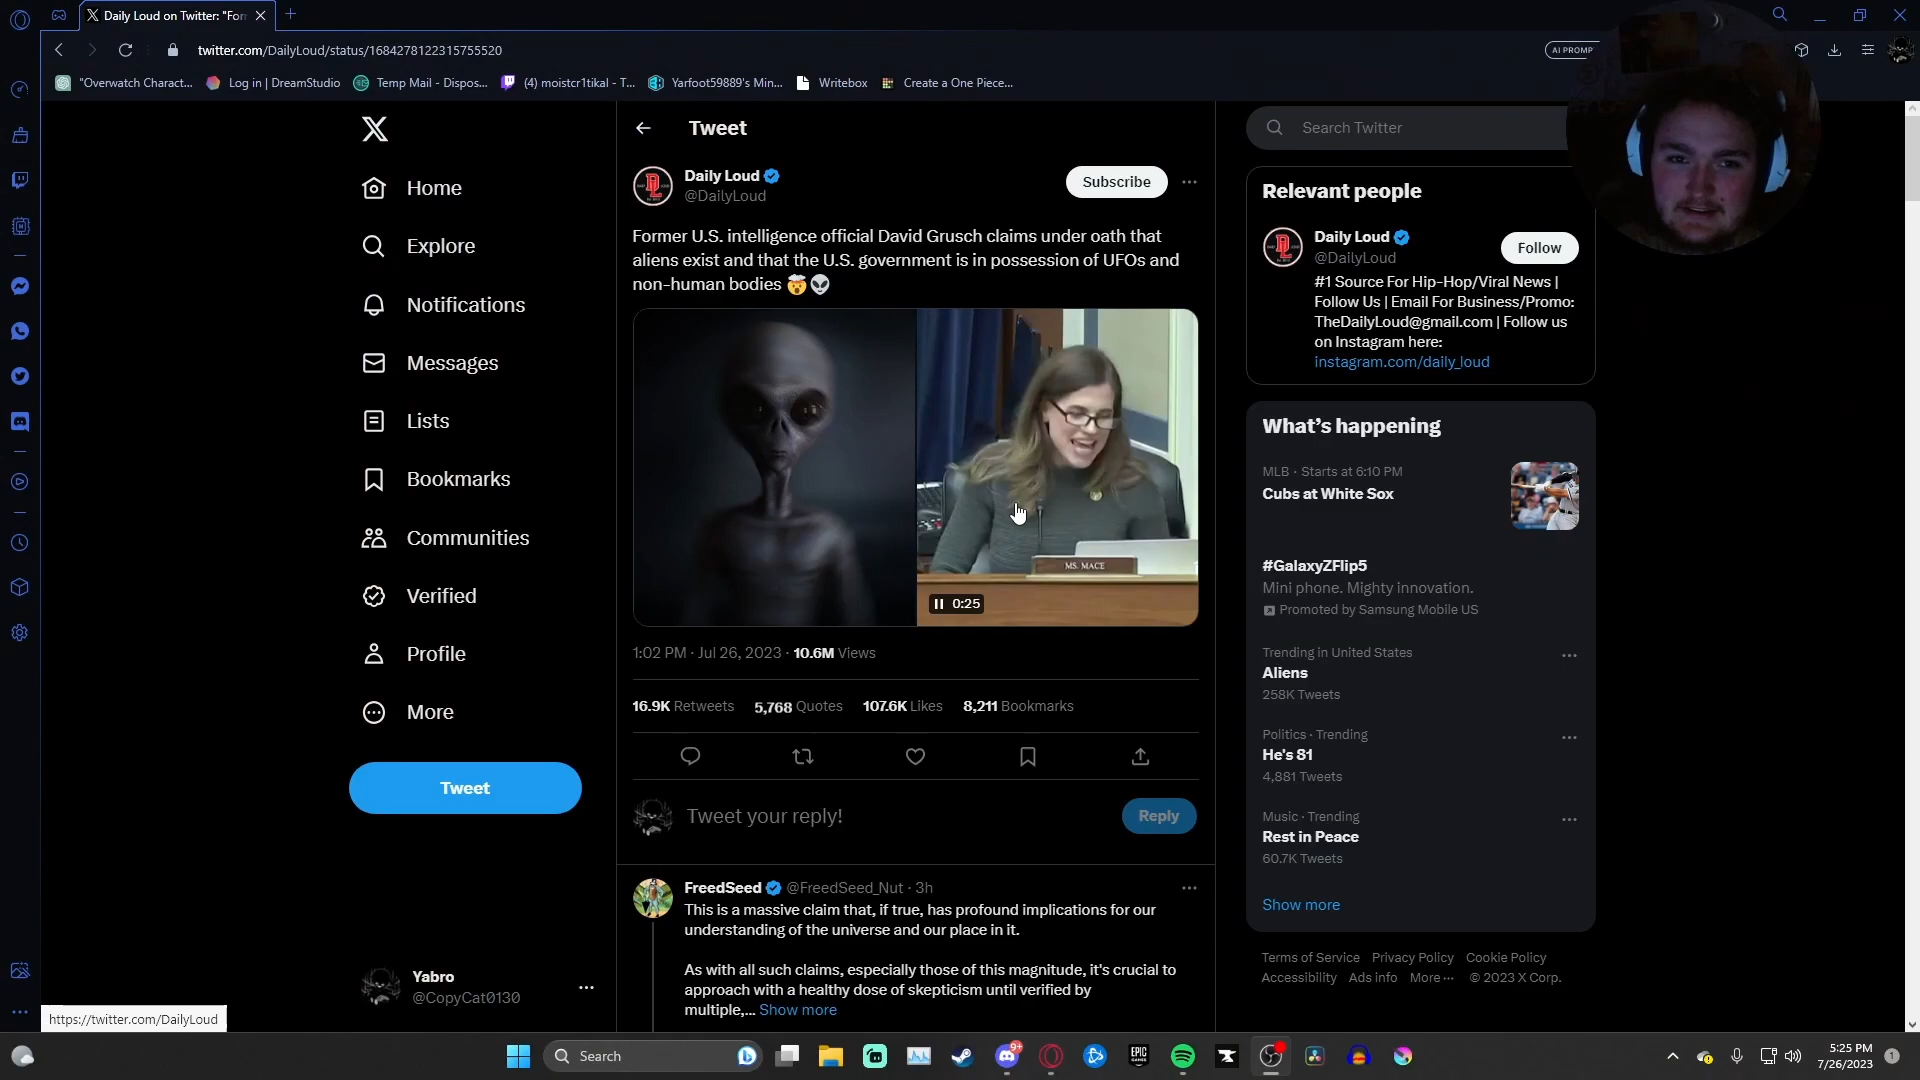 Daily Loud on Twitter: "For
twitter.com/DailyLoud/status/1684278122315755520
AI PROMP
"Overwatch Charact...
Log in | DreamStudio
Temp Mail - Dispos...
(4) moistcr1tikal - T...
Yarfoot59889's Min...
Writebox
Create a One Piece...
Home
Explore
Notifications
Messages
Lists
Bookmarks
Communities
Verified
Profile
More
Tweet
Yabro
@CopyCat0130
https://twitter.com/DailyLoud
Tweet
Daily Loud
@DailyLoud
Subscribe
Former U.S. intelligence official David Grusch claims under oath that
aliens exist and that the U.S. government is in possession of UFOs and
non-human bodies 🤯👽
MS. MACE
0:25
1:02 PM · Jul 26, 2023 · 10.6M Views
16.9K Retweets 5,768 Quotes 107.6K Likes 8,211 Bookmarks
Tweet your reply!
Reply
FreedSeed @FreedSeed_Nut · 3h
This is a massive claim that, if true, has profound implications for our
understanding of the universe and our place in it.
As with all such claims, especially those of this magnitude, it's crucial to
approach with a healthy dose of skepticism until verified by
multiple,... Show more
Search Twitter
Relevant people
Daily Loud
@DailyLoud
Follow
#1 Source For Hip-Hop/Viral News |
Follow Us | Email For Business/Promo:
TheDailyLoud@gmail.com | Follow us
on Instagram here:
instagram.com/daily_loud
What's happening
MLB · Starts at 6:10 PM
Cubs at White Sox
#GalaxyZFlip5
Mini phone. Mighty innovation.
Promoted by Samsung Mobile US
Trending in United States
Aliens
258K Tweets
Politics · Trending
He's 81
4,881 Tweets
Music · Trending
Rest in Peace
60.7K Tweets
Show more
Terms of Service Privacy Policy Cookie Policy
Accessibility Ads info More ··· © 2023 X Corp.
Search
9+
EPIC
GAMES
5:25 PM
7/26/2023
1